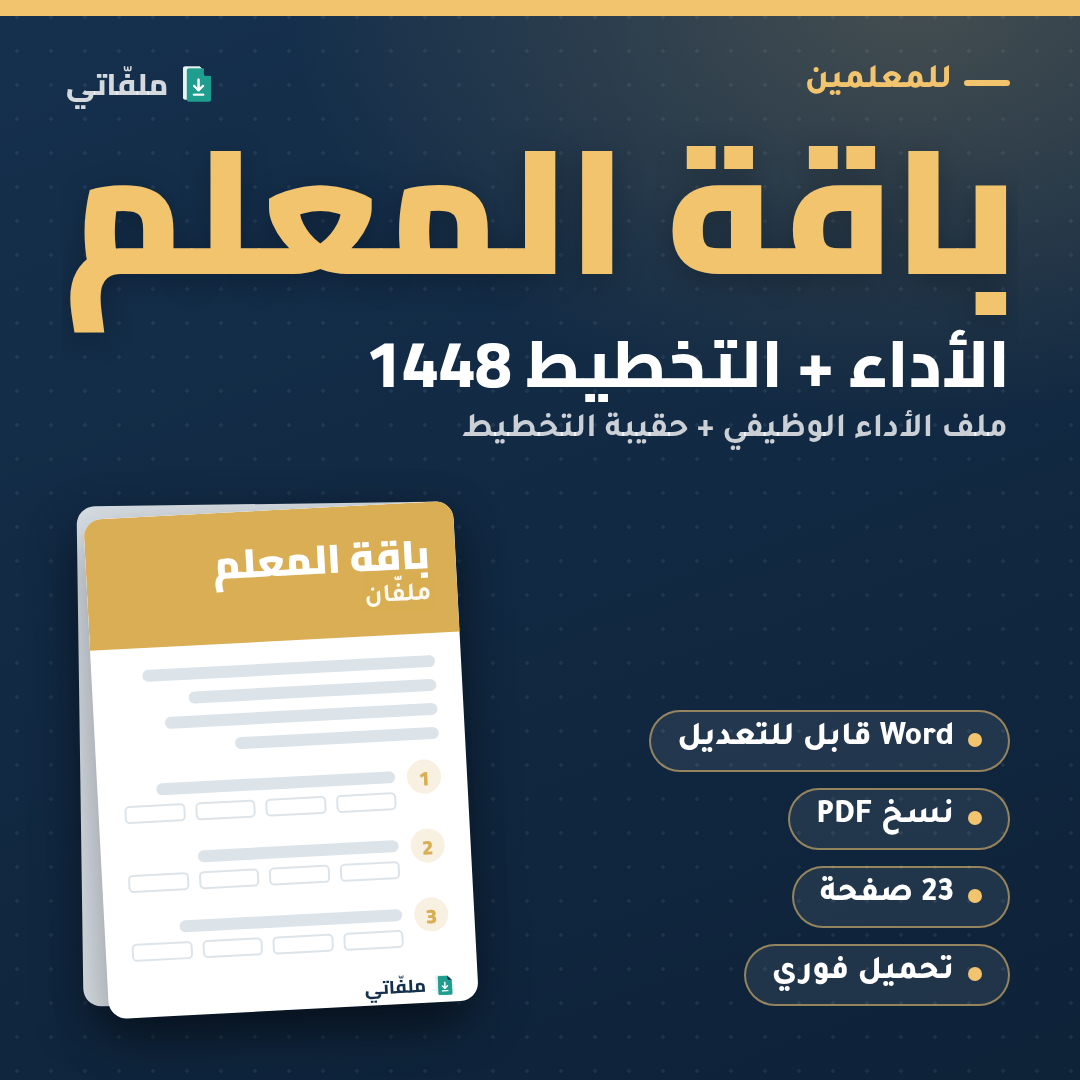 للمعلمين
ملفّاتي
باقة المعلم
الأداء + التخطيط 1448
ملف الأداء الوظيفي + حقيبة التخطيط
باقة المعلم
ملفّان
1
2
3
ملفّاتي
Word قابل للتعديل
نسخ PDF
23 صفحة
تحميل فوري